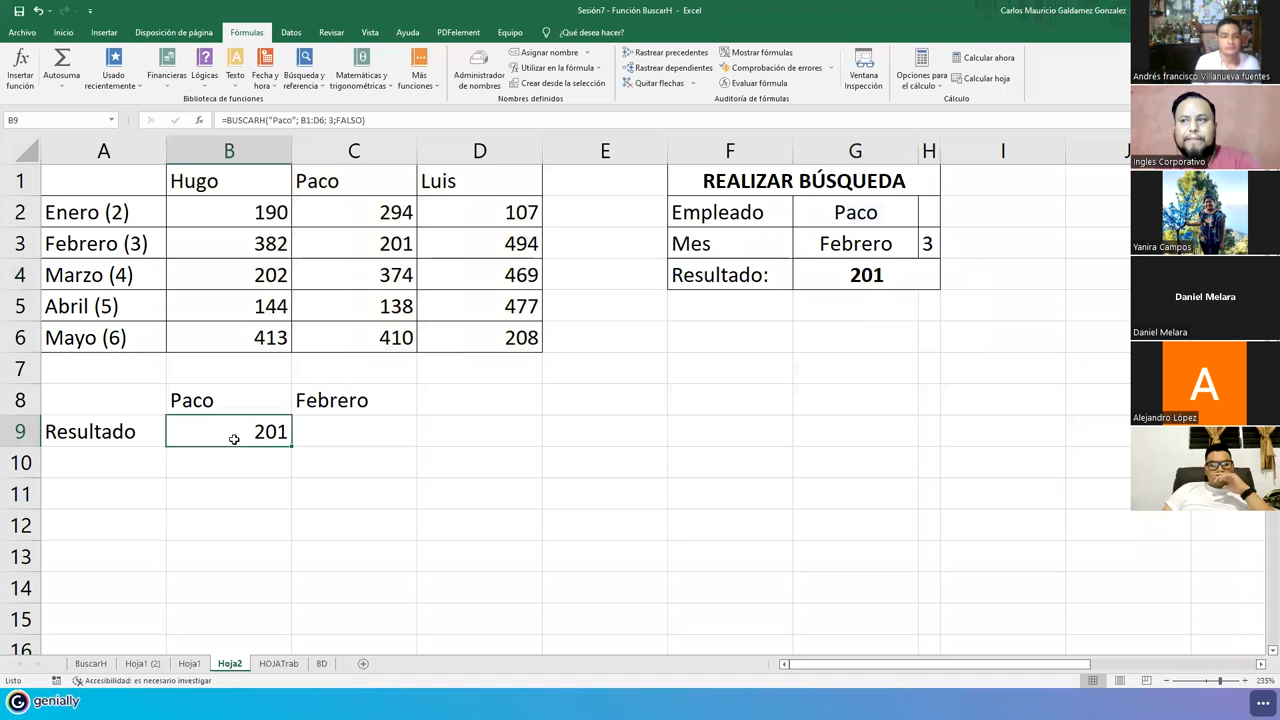 Sesión7 - Función BuscarH - Excel
Carlos Mauricio Galdamez Gonzalez
Archivo Inicio Insertar Disposición de página Fórmulas Datos Revisar Vista Ayuda PDFelement Equipo ¿Qué desea hacer?
Insertar función
Autosuma
Usado recientemente
Financieras
Lógicas
Texto
Fecha y hora
Búsqueda y referencia
Matemáticas y trigonométricas
Más funciones
Biblioteca de funciones
Administrador de nombres
Asignar nombre
Utilizar en la fórmula
Crear desde la selección
Nombres definidos
Rastrear precedentes
Rastrear dependientes
Quitar flechas
Mostrar fórmulas
Comprobación de errores
Evaluar fórmula
Auditoría de fórmulas
Ventana Inspección
Opciones para el cálculo
Calcular ahora
Calcular hoja
Cálculo
B9 fx =BUSCARH("Paco"; B1:D6; 3;FALSO)
A B C D E F G H I J
1 Hugo Paco Luis REALIZAR BÚSQUEDA
2 Enero (2) 190 294 107 Empleado Paco
3 Febrero (3) 382 201 494 Mes Febrero 3
4 Marzo (4) 202 374 469 Resultado: 201
5 Abril (5) 144 138 477
6 Mayo (6) 413 410 208
7
8 Paco Febrero
9 Resultado 201
10
11
12
13
14
15
16
BuscarH Hoja1 (2) Hoja1 Hoja2 HOJATrab BD
Listo Accesibilidad: es necesario investigar 235%
genially
Andrés francisco Villanueva fuentes
Ingles Corporativo
Yanira Campos
Daniel Melara
Daniel Melara
A
Alejandro López